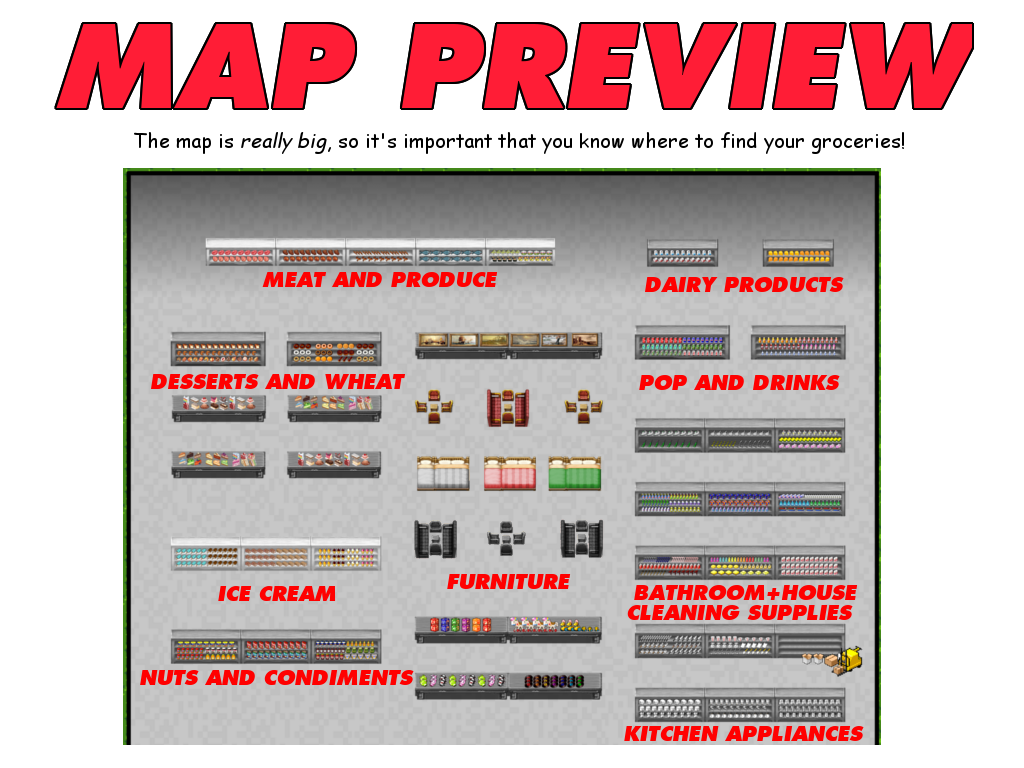 MAP PREVIEW
The map is really big, so it's important that you know where to find your groceries!
MEAT AND PRODUCE
DAIRY PRODUCTS
DESSERTS AND WHEAT
POP AND DRINKS
ICE CREAM
FURNITURE
BATHROOM+HOUSE
CLEANING SUPPLIES
NUTS AND CONDIMENTS
KITCHEN APPLIANCES